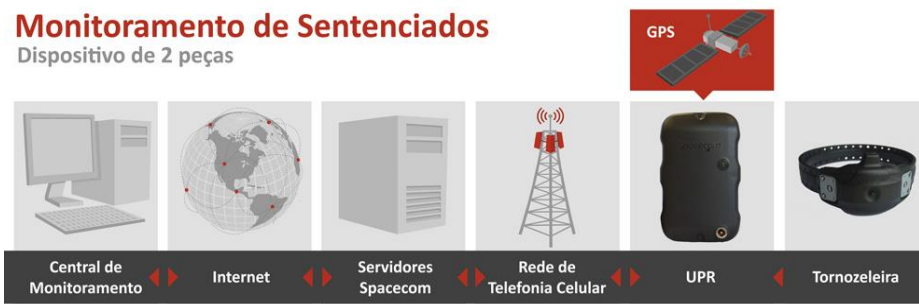 Monitoramento de Sentenciados
Dispositivo de 2 peças
GPS
Central de
Monitoramento
Internet
Servidores
Spacecom
Rede de
Telefonia Celular
UPR
Tornozeleira